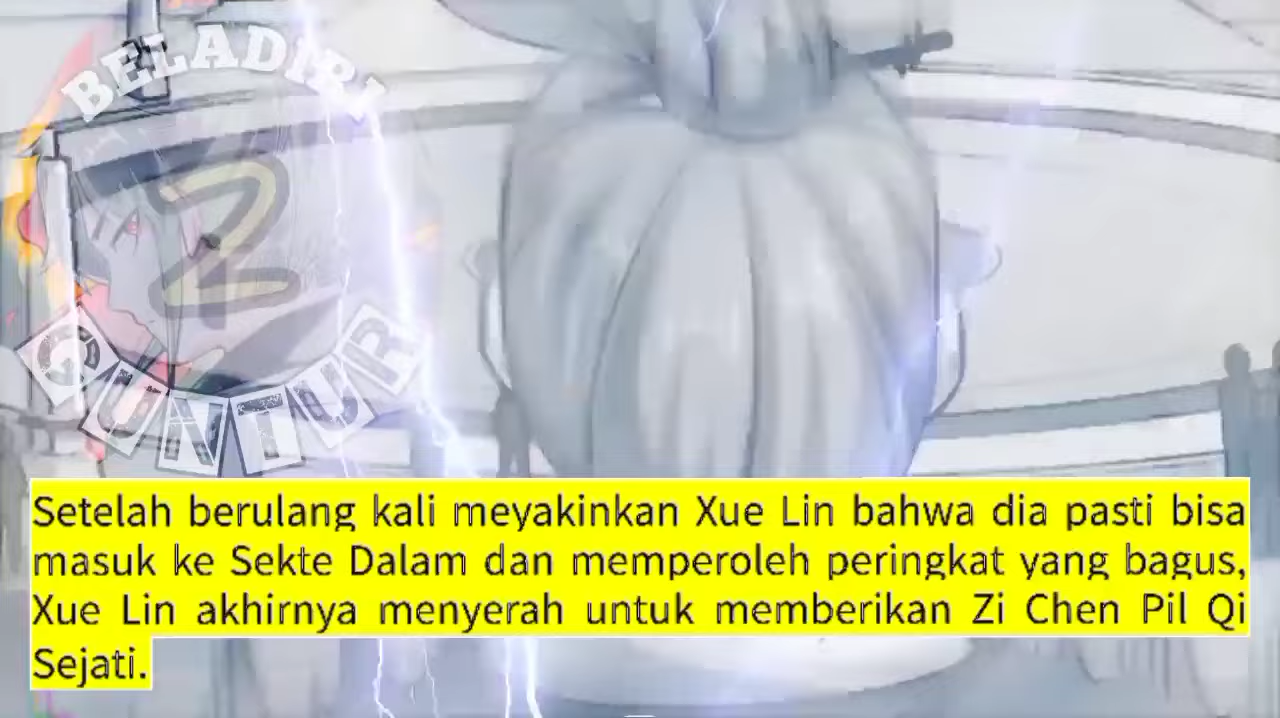 BELADIRI
2
GUNTUR
Setelah berulang kali meyakinkan Xue Lin bahwa dia pasti bisa
masuk ke Sekte Dalam dan memperoleh peringkat yang bagus,
Xue Lin akhirnya menyerah untuk memberikan Zi Chen Pil Qi
Sejati.